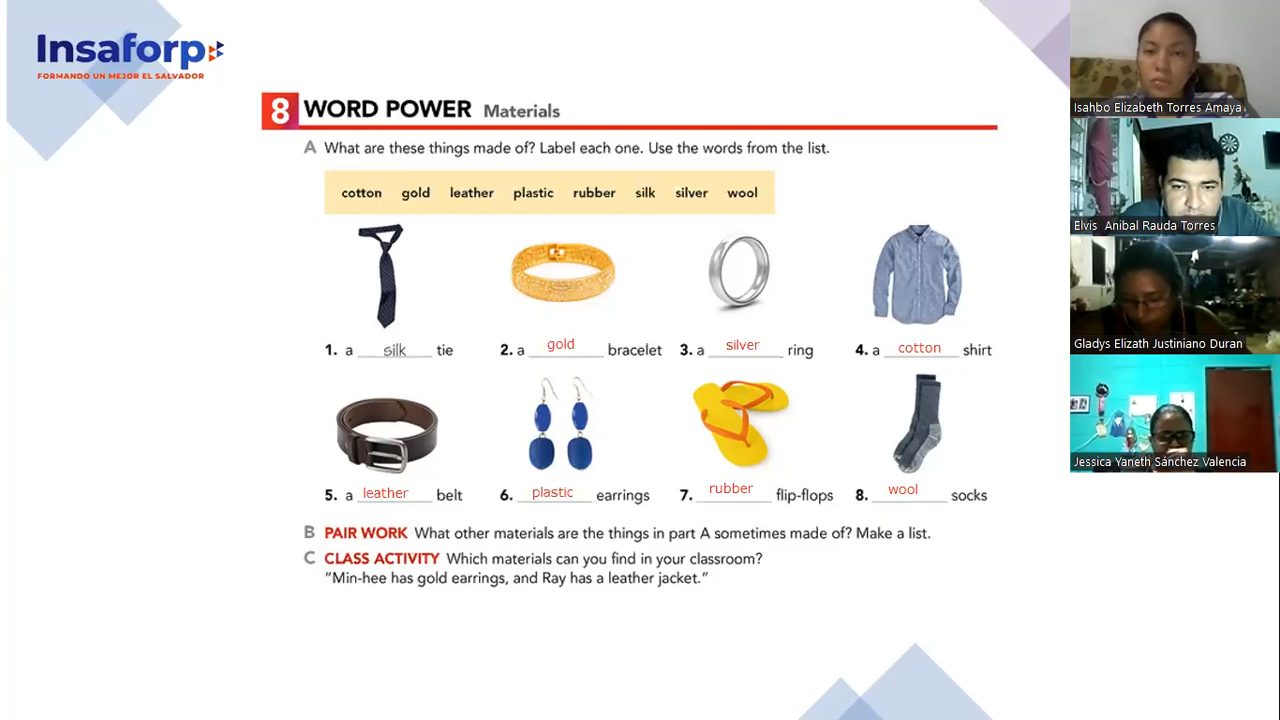 Insaforp
FORMANDO UN MEJOR EL SALVADOR
8 WORD POWER Materials
A What are these things made of? Label each one. Use the words from the list.
cotton gold leather plastic rubber silk silver wool
1. a silk tie 2. a gold bracelet 3. a silver ring 4. a cotton shirt
5. a leather belt 6. plastic earrings 7. rubber flip-flops 8. wool socks
B PAIR WORK What other materials are the things in part A sometimes made of? Make a list.
C CLASS ACTIVITY Which materials can you find in your classroom?
“Min-hee has gold earrings, and Ray has a leather jacket.”
Isahbo Elizabeth Torres Amaya
Elvis Anibal Rauda Torres
Gladys Elizath Justiniano Duran
Jessica Yaneth Sánchez Valencia